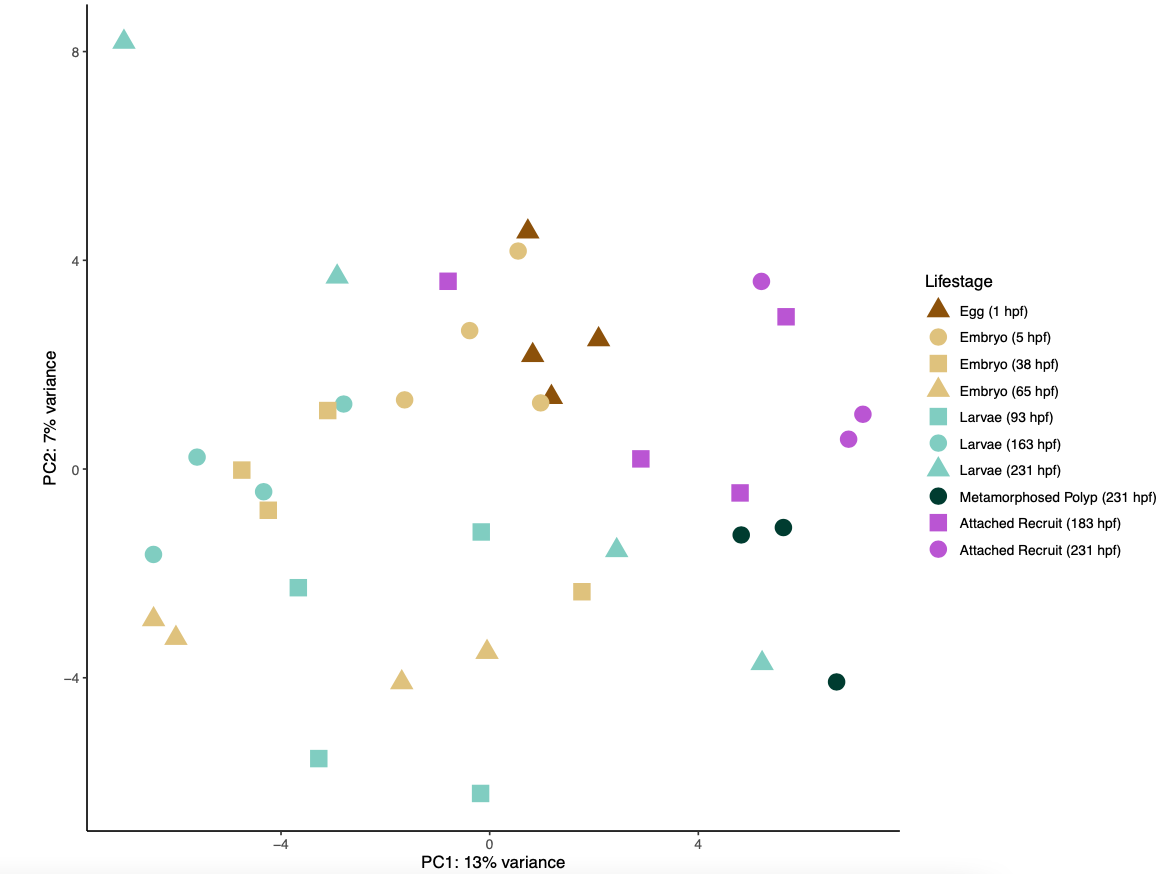 8
4
0
−4
−4
0
4
PC2: 7% variance
PC1: 13% variance
Lifestage
Egg (1 hpf)
Embryo (5 hpf)
Embryo (38 hpf)
Embryo (65 hpf)
Larvae (93 hpf)
Larvae (163 hpf)
Larvae (231 hpf)
Metamorphosed Polyp (231 hpf)
Attached Recruit (183 hpf)
Attached Recruit (231 hpf)